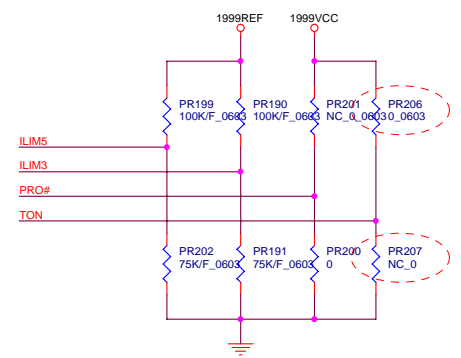 1999REF 1999VCC
PR199 PR190 PR201 PR206
100K/F_0603 100K/F_0603 NC_0_0603 0_0603
ILIM5
ILIM3
PRO#
TON
PR202 PR191 PR200 PR207
75K/F_0603 75K/F_0603 0 NC_0